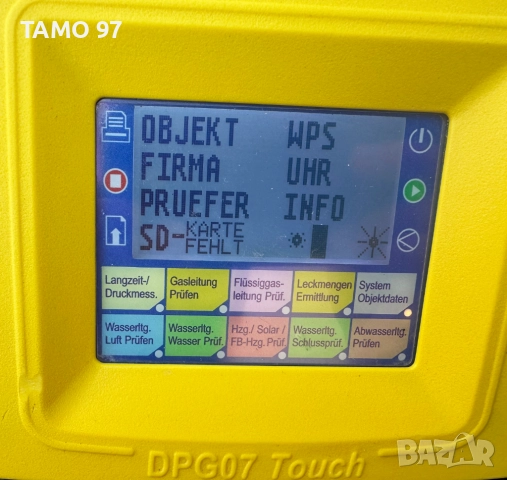 TAMO 97
OBJEKT WPS
FIRMA UHR
PRUEFER INFO
SD-KARTE FEHLT
Langzeit-/ Druckmess.
Gasleitung Prüfen
Flüssiggas- leitung Prüf.
Leckmengen Ermittlung
System Objektdaten
Wasserltg. Luft Prüfen
Wasserltg. Wasser Prüf.
Hzg./ Solar / FB-Hzg.Prüf.
Wasserltg. Schlussprüf.
Abwasserltg. Prüfen
DPG07 Touch
BAZAR